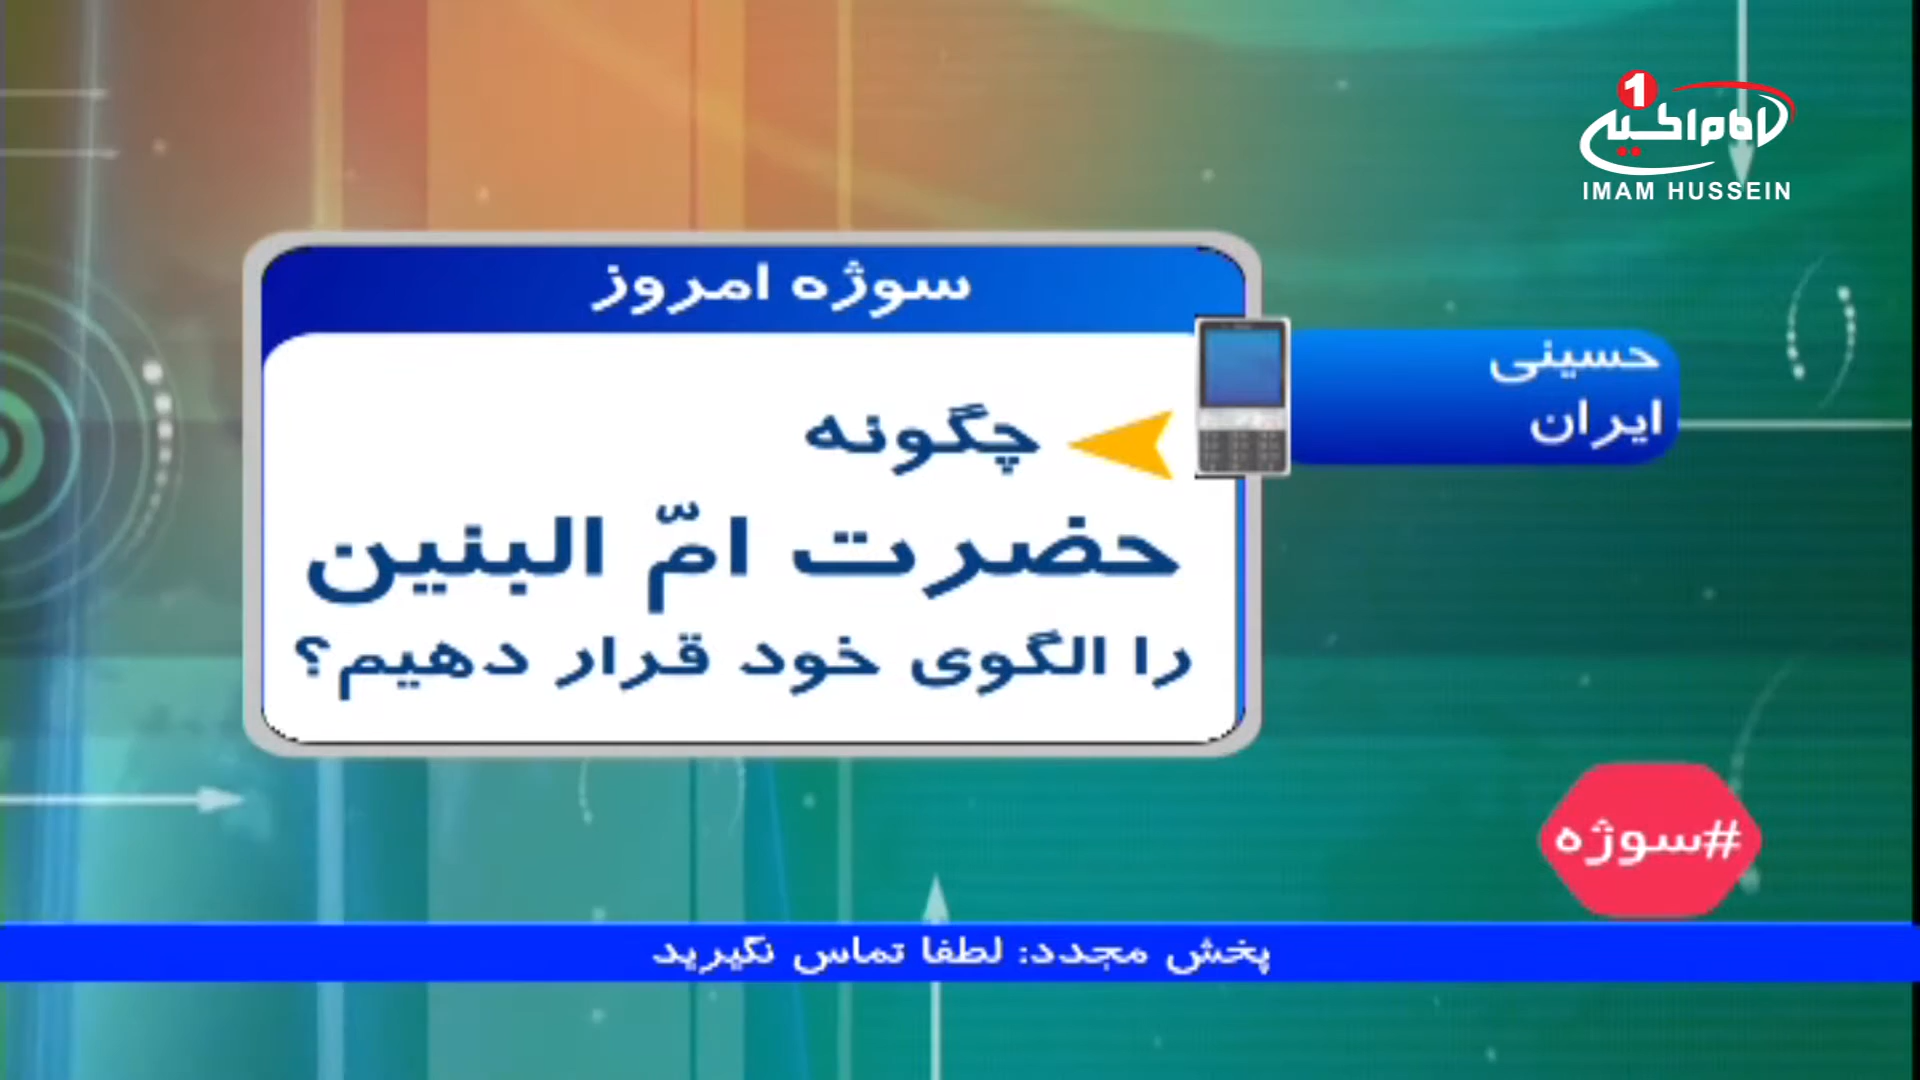 1
امام حسین
IMAM HUSSEIN
سوژه امروز
حسینی
ایران
چگونه
حضرت امّ البنین
را الگوی خود قرار دهیم؟
#سوژه
پخش مجدد: لطفا تماس نگیرید